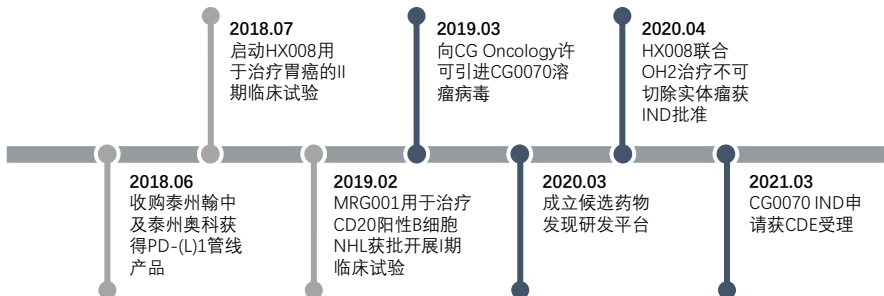 2018.07
启动HX008用
于治疗胃癌的II
期临床试验
2019.03
向CG Oncology许
可引进CG0070溶
瘤病毒
2020.04
HX008联合
OH2治疗不可
切除实体瘤获
IND批准
2018.06
收购泰州翰中
及泰州奥科获
得PD-(L)1管线
产品
2019.02
MRG001用于治疗
CD20阳性B细胞
NHL获批开展I期
临床试验
2020.03
成立候选药物
发现研发平台
2021.03
CG0070 IND申
请获CDE受理